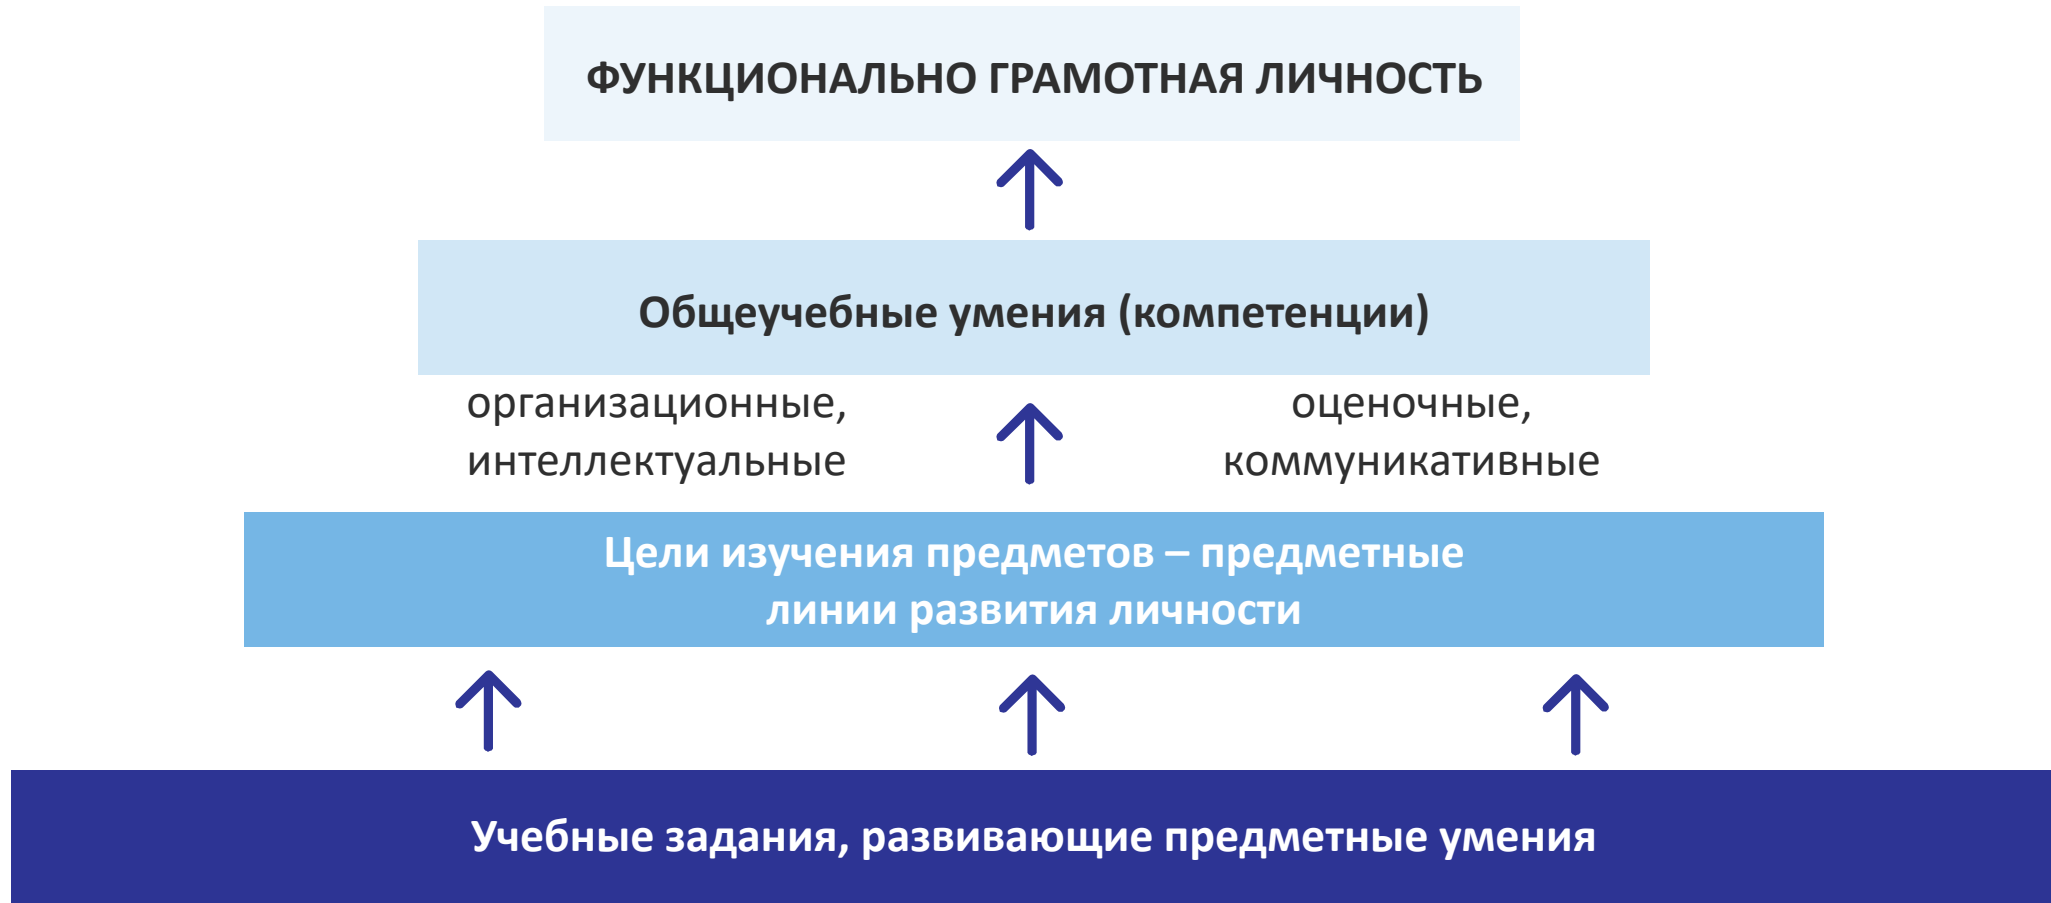 ФУНКЦИОНАЛЬНО ГРАМОТНАЯ ЛИЧНОСТЬ
Общеучебные умения (компетенции)
организационные,
интеллектуальные
оценочные,
коммуникативные
Цели изучения предметов – предметные
линии развития личности
Учебные задания, развивающие предметные умения